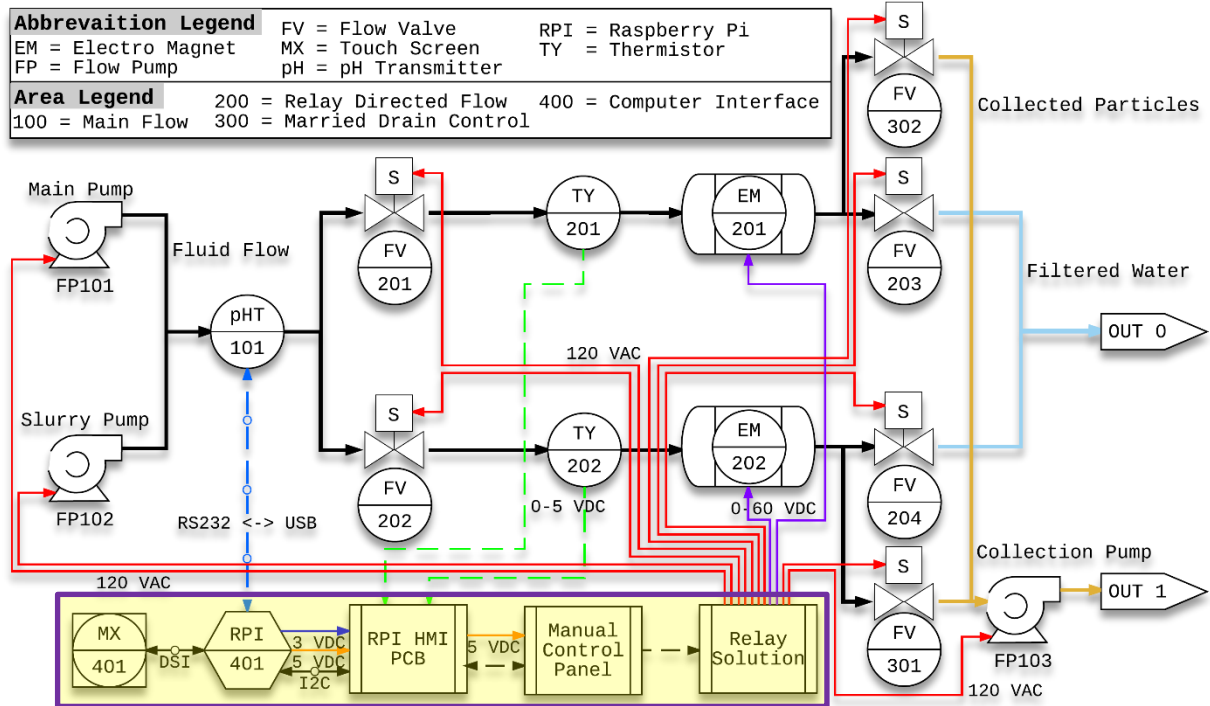 Abbrevaition Legend
EM = Electro Magnet
FP = Flow Pump
FV = Flow Valve
MX = Touch Screen
pH = pH Transmitter
RPI = Raspberry Pi
TY = Thermistor
Area Legend
100 = Main Flow
200 = Relay Directed Flow
300 = Married Drain Control
400 = Computer Interface
S
FV
302
Collected Particles
Main Pump
FP101
Fluid Flow
S
FV
201
TY
201
EM
201
S
FV
203
Filtered Water
pHT
101
120 VAC
OUT 0
Slurry Pump
FP102
S
FV
202
TY
202
0-5 VDC
EM
202
0-60 VDC
S
FV
204
RS232 <-> USB
120 VAC
S
FV
301
Collection Pump
FP103
OUT 1
120 VAC
MX
401
DSI
RPI
401
3 VDC
5 VDC
I2C
RPI HMI
PCB
5 VDC
Manual
Control
Panel
Relay
Solution